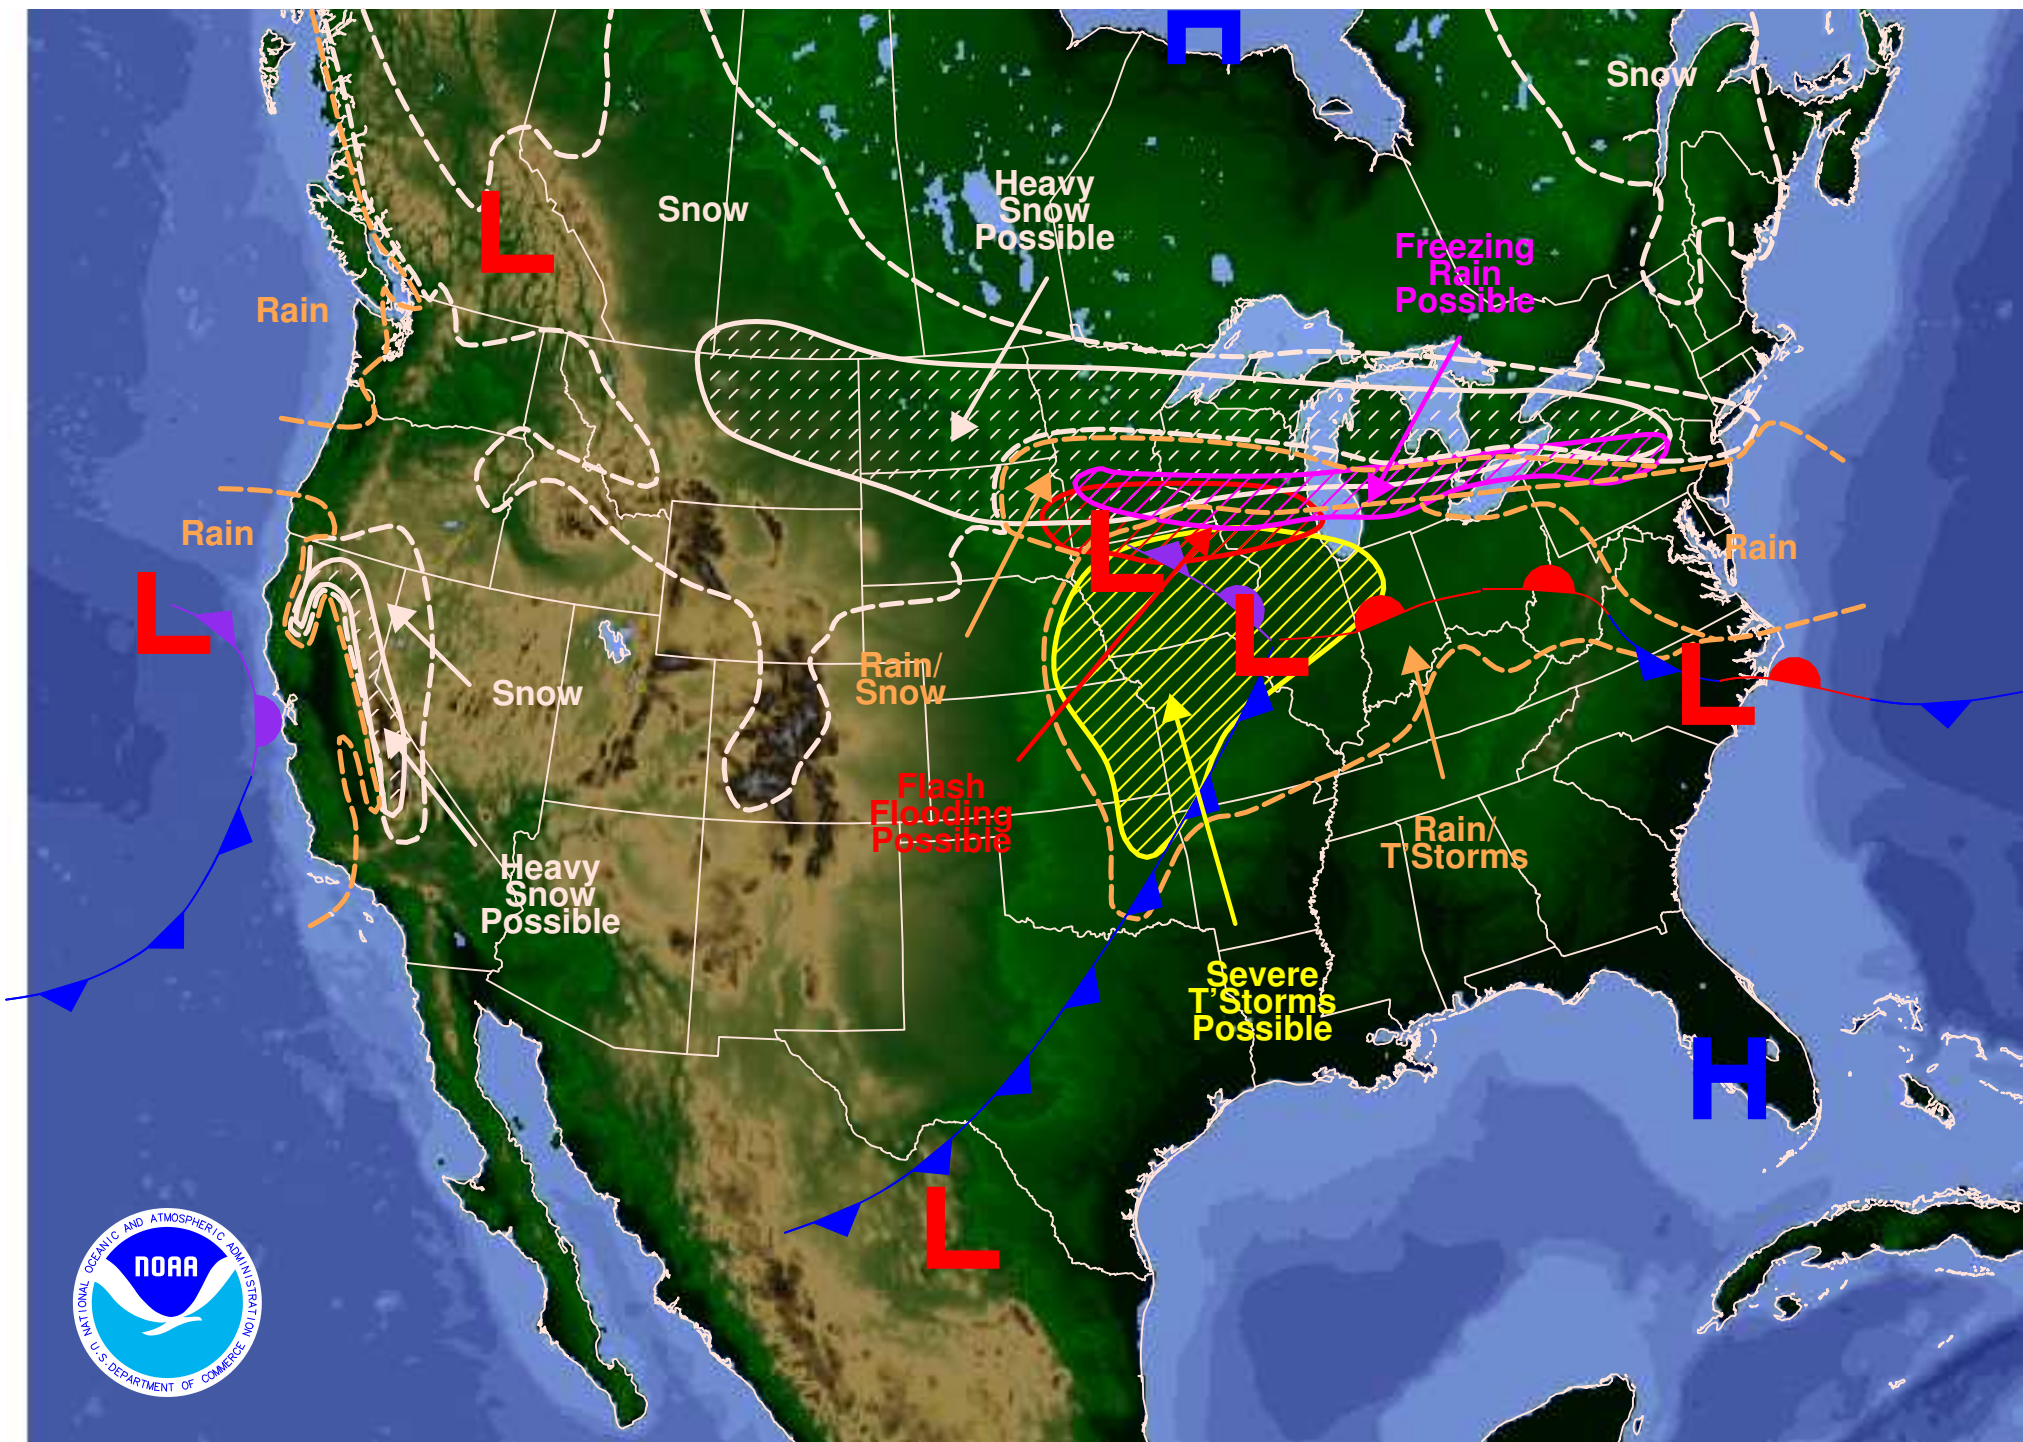 H
Snow
Heavy
Snow
Possible
Snow
L
Freezing
Rain
Possible
Rain
Rain
Rain
L
L
L
Rain/
Snow
Snow
L
Flash
Flooding
Possible
Rain/
T'Storms
Heavy
Snow
Possible
Severe
T'Storms
Possible
H
L
NATIONAL OCEANIC AND ATMOSPHERIC ADMINISTRATION
NOAA
U.S. DEPARTMENT OF COMMERCE